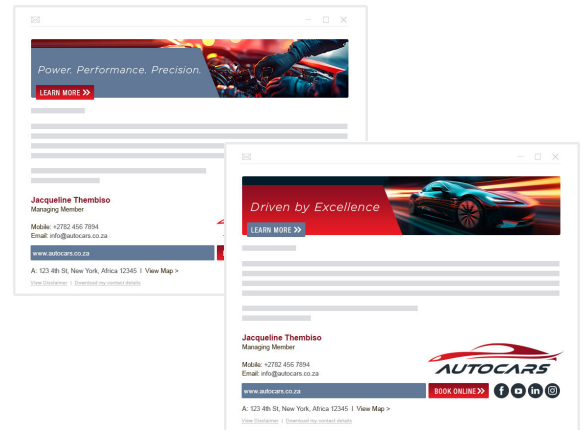 Power. Performance. Precision.
LEARN MORE >>
Jacqueline Thembiso
Managing Member
Mobile: +2782 456 7894
Email: info@autocars.co.za
www.autocars.co.za
A: 123 4th St, New York, Africa 12345 I View Map >
View Disclaimer | Download my contact details
Driven by Excellence
LEARN MORE >>
Jacqueline Thembiso
Managing Member
Mobile: +2782 456 7894
Email: info@autocars.co.za
AUTOCARS
www.autocars.co.za
BOOK ONLINE >>
A: 123 4th St, New York, Africa 12345 I View Map >
View Disclaimer | Download my contact details